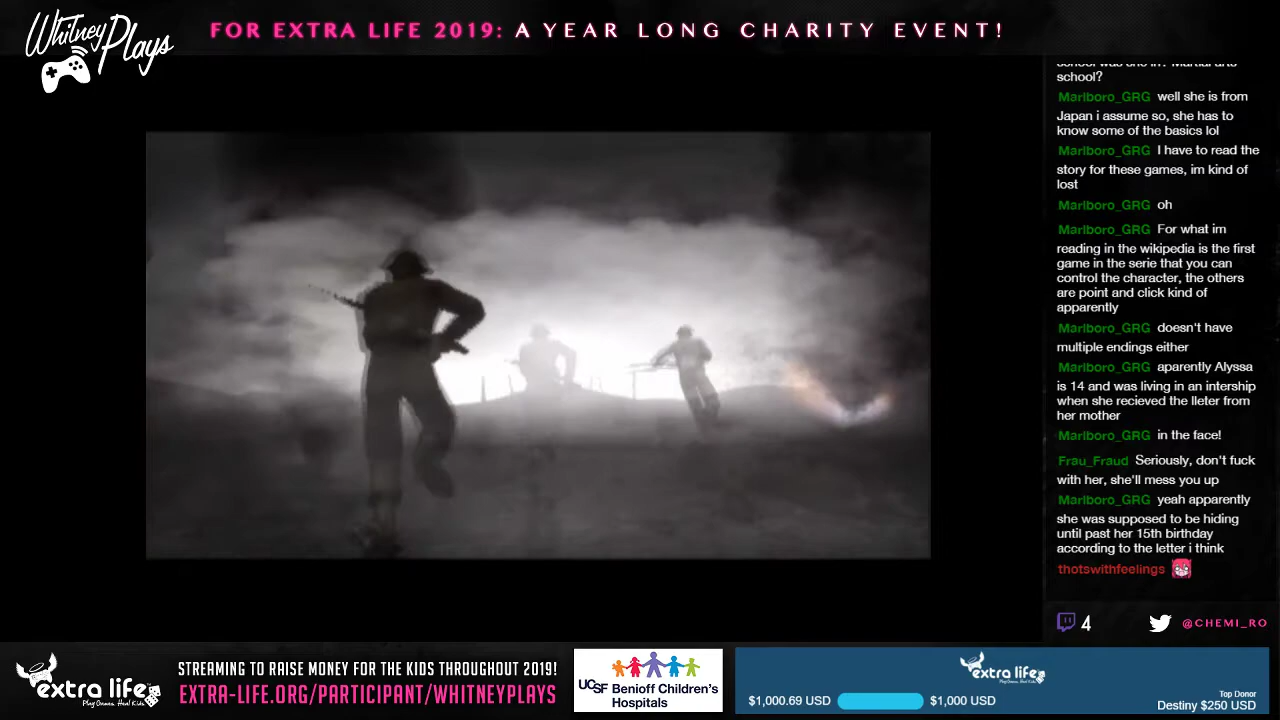 Whitney Plays
FOR EXTRA LIFE 2019: A YEAR LONG CHARITY EVENT!
school?
Marlboro_GRG well she is from
Japan i assume so, she has to
know some of the basics lol
Marlboro_GRG I have to read the
story for these games, im kind of
lost
Marlboro_GRG oh
Marlboro_GRG For what im
reading in the wikipedia is the first
game in the serie that you can
control the character, the others
are point and click kind of
apparently
Marlboro_GRG doesn't have
multiple endings either
Marlboro_GRG aparently Alyssa
is 14 and was living in an intership
when she recieved the lleter from
her mother
Marlboro_GRG in the face!
Frau_Fraud Seriously, don't fuck
with her, she'll mess you up
Marlboro_GRG yeah apparently
she was supposed to be hiding
until past her 15th birthday
according to the letter i think
thotswithfeelings
4
@CHEMI_RO
extra life
Play Games. Heal Kids.
STREAMING TO RAISE MONEY FOR THE KIDS THROUGHOUT 2019!
EXTRA-LIFE.ORG/PARTICIPANT/WHITNEYPLAYS
UCSF Benioff Children's
Hospitals
extra life
Play Games. Heal Kids.
$1,000.69 USD
$1,000 USD
Top Donor
Destiny $250 USD